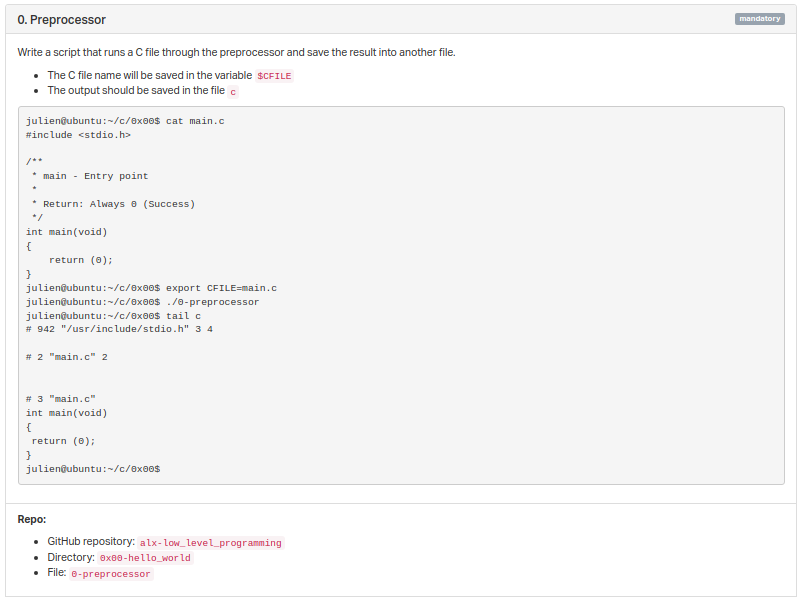 0. Preprocessor
mandatory
Write a script that runs a C file through the preprocessor and save the result into another file.
• The C file name will be saved in the variable $CFILE
• The output should be saved in the file c
julien@ubuntu:~/c/0x00$ cat main.c
#include <stdio.h>
/**
 * main - Entry point
 *
 * Return: Always 0 (Success)
 */
int main(void)
{
    return (0);
}
julien@ubuntu:~/c/0x00$ export CFILE=main.c
julien@ubuntu:~/c/0x00$ ./0-preprocessor
julien@ubuntu:~/c/0x00$ tail c
# 942 "/usr/include/stdio.h" 3 4
# 2 "main.c" 2
# 3 "main.c"
int main(void)
{
 return (0);
}
julien@ubuntu:~/c/0x00$
Repo:
• GitHub repository: alx-low_level_programming
• Directory: 0x00-hello_world
• File: 0-preprocessor